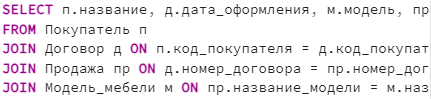 SELECT п.название, д.дата_оформления, м.модель, пр
FROM Покупатель п
JOIN Договор д ON п.код_покупателя = д.код_покупат
JOIN Продажа пр ON д.номер_договора = пр.номер_дог
JOIN Модель_мебели м ON пр.название_модели = м.наз